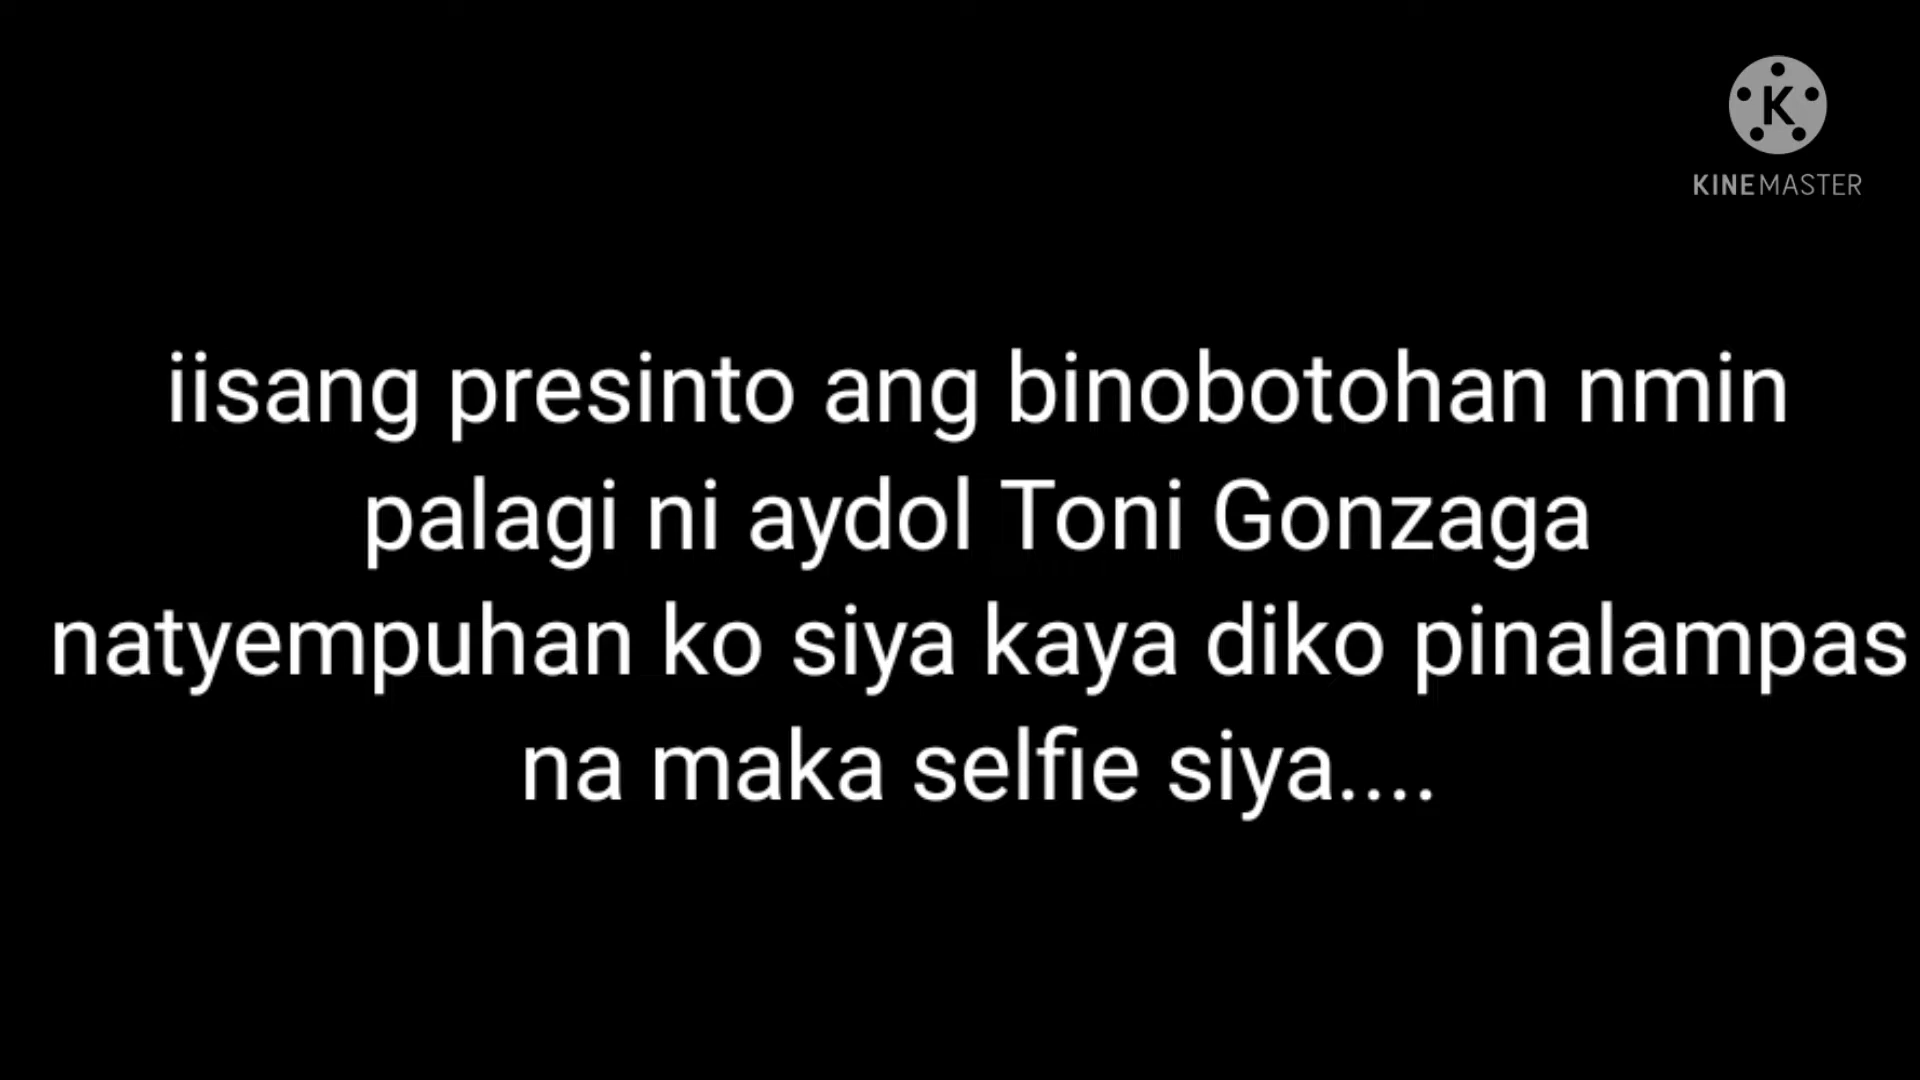 K
KINEMASTER
iisang presinto ang binobotohan nmin
palagi ni aydol Toni Gonzaga
natyempuhan ko siya kaya diko pinalampas
na maka selfie siya....